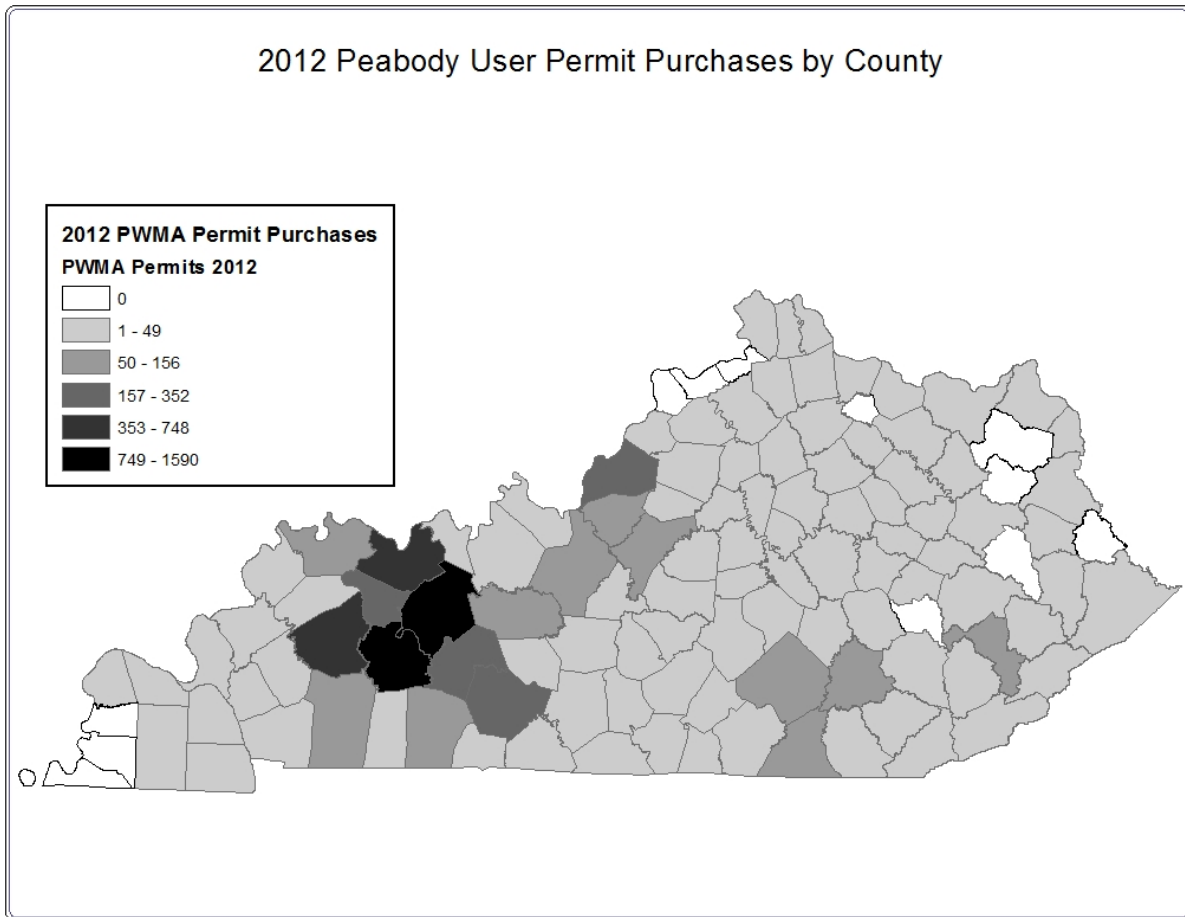 2012 Peabody User Permit Purchases by County
2012 PWMA Permit Purchases
PWMA Permits 2012
0
1 - 49
50 - 156
157 - 352
353 - 748
749 - 1590